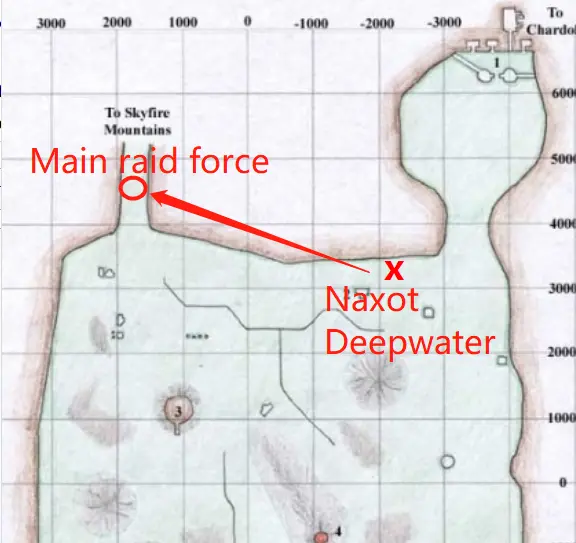 3000 2000 1000 0 -1000 -2000 -3000
To
Chardo
1
6000
To Skyfire
Mountains
5000
Main raid force
4000
x
3000
Naxot
Deepwater
2000
1000
3
0
4